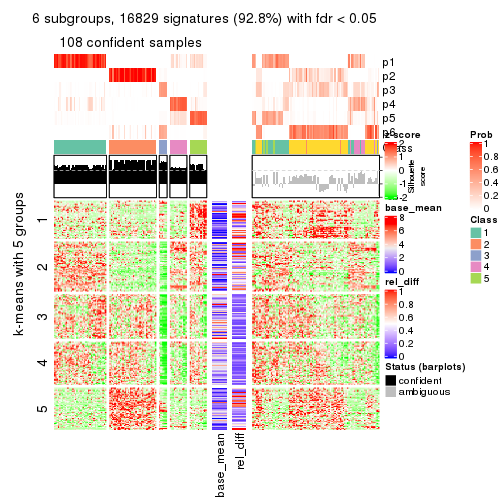 6 subgroups, 16829 signatures (92.8%) with fdr < 0.05
108 confident samples
p1
p2
p3
p4
p5
p6
Class
Silhouette
score
k-means with 5 groups
1
2
3
4
5
base_mean
rel_diff
z-score
2
1
0
-1
-2
base_mean
8
6
4
2
0
rel_diff
1
0.8
0.6
0.4
0.2
0
Status (barplots)
confident
ambiguous
Prob
1
0.8
0.6
0.4
0.2
0
Class
1
2
3
4
5